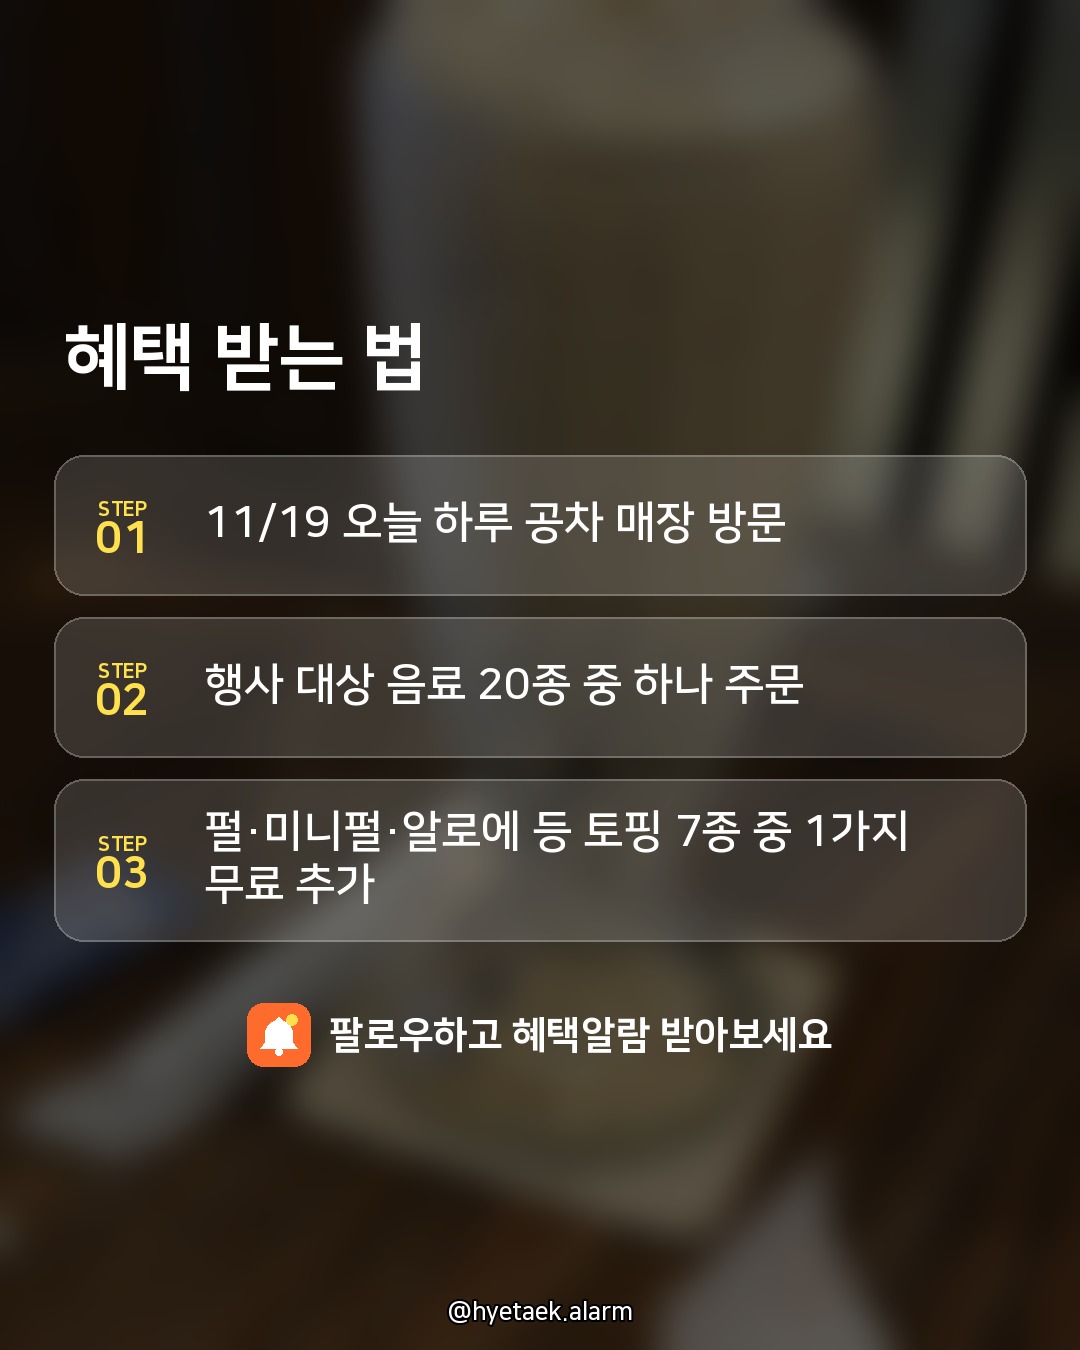 혜택 받는 법
STEP
01
11/19 오늘 하루 공차 매장 방문
STEP
02
행사 대상 음료 20종 중 하나 주문
STEP
03
펄·미니펄·알로에 등 토핑 7종 중 1가지
무료 추가
팔로우하고 혜택알람 받아보세요
@hyetaek.alarm